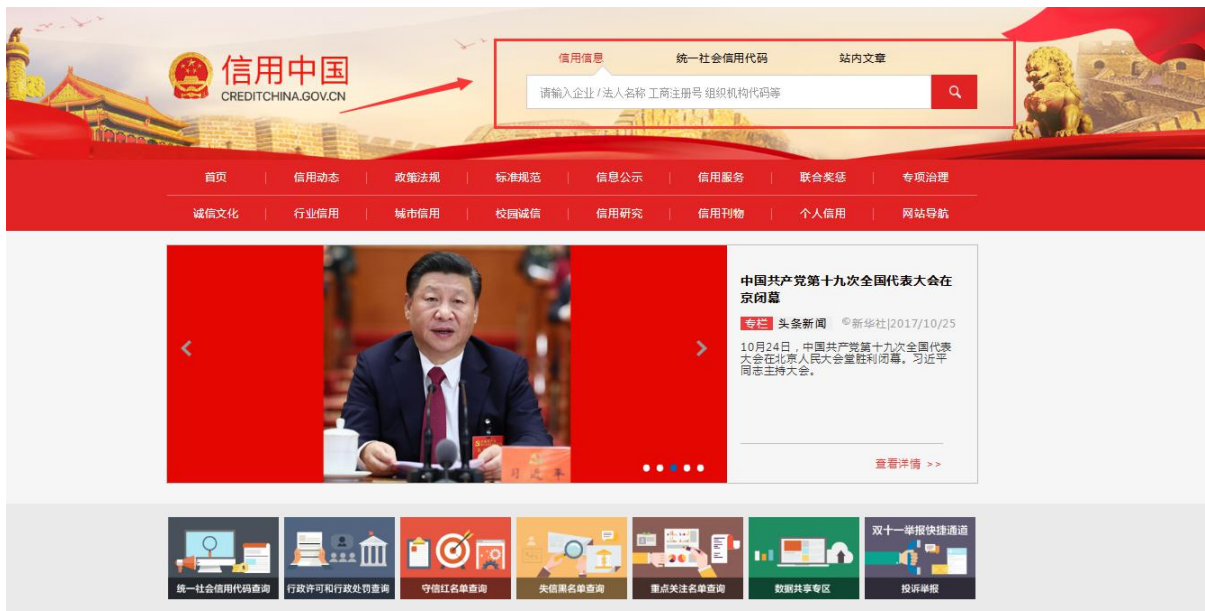 信用中国
CREDITCHINA.GOV.CN
信用信息 统一社会信用代码 站内文章
请输入企业/法人名称 工商注册号 组织机构代码等
首页 信用动态 政策法规 标准规范 信息公示 信用服务 联合奖惩 专项治理
诚信文化 行业信用 城市信用 校园诚信 信用研究 信用刊物 个人信用 网站导航
中国共产党第十九次全国代表大会在
京闭幕
专栏 头条新闻 ©新华社|2017/10/25
10月24日，中国共产党第十九次全国代表
大会在北京人民大会堂胜利闭幕。习近平
同志主持大会。
习近平
查看详情 >>
双十一举报快捷通道
统一社会信用代码查询 行政许可和行政处罚查询 守信红名单查询 失信黑名单查询 重点关注名单查询 数据共享专区 投诉举报